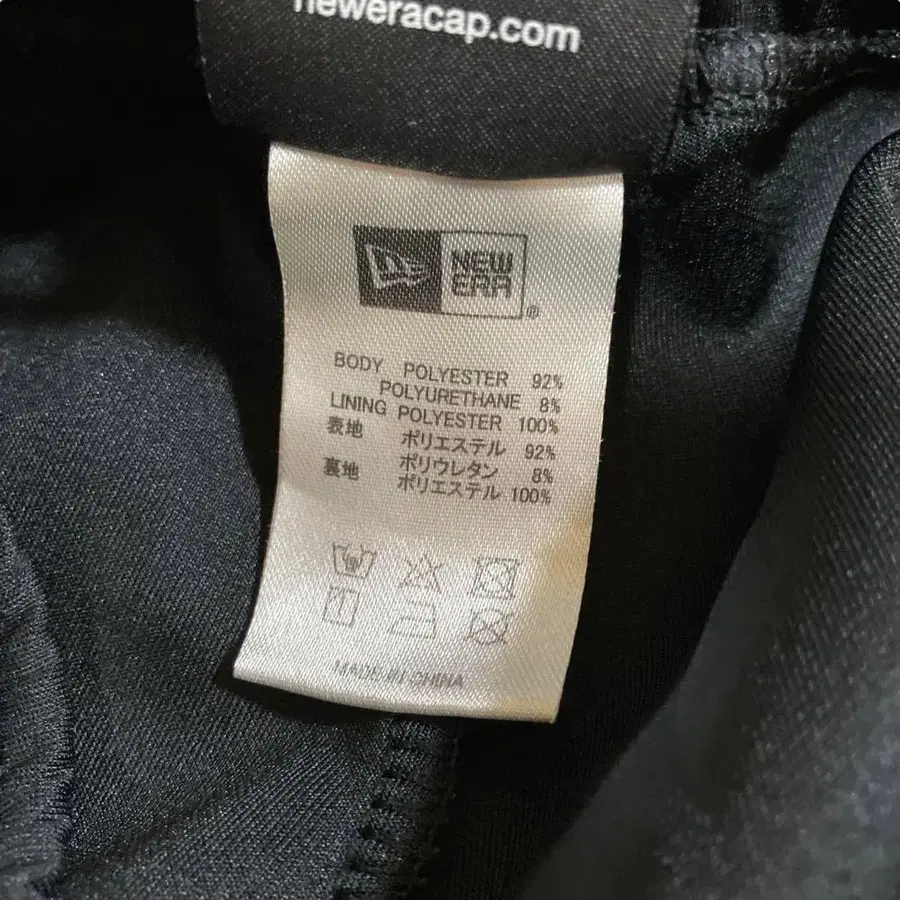 neweracap.com
NEW
ERA
®
BODY POLYESTER 92%
POLYURETHANE 8%
LINING POLYESTER 100%
表地 ポリエステル 92%
ポリウレタン 8%
裏地 ポリエステル 100%
MADE IN CHINA